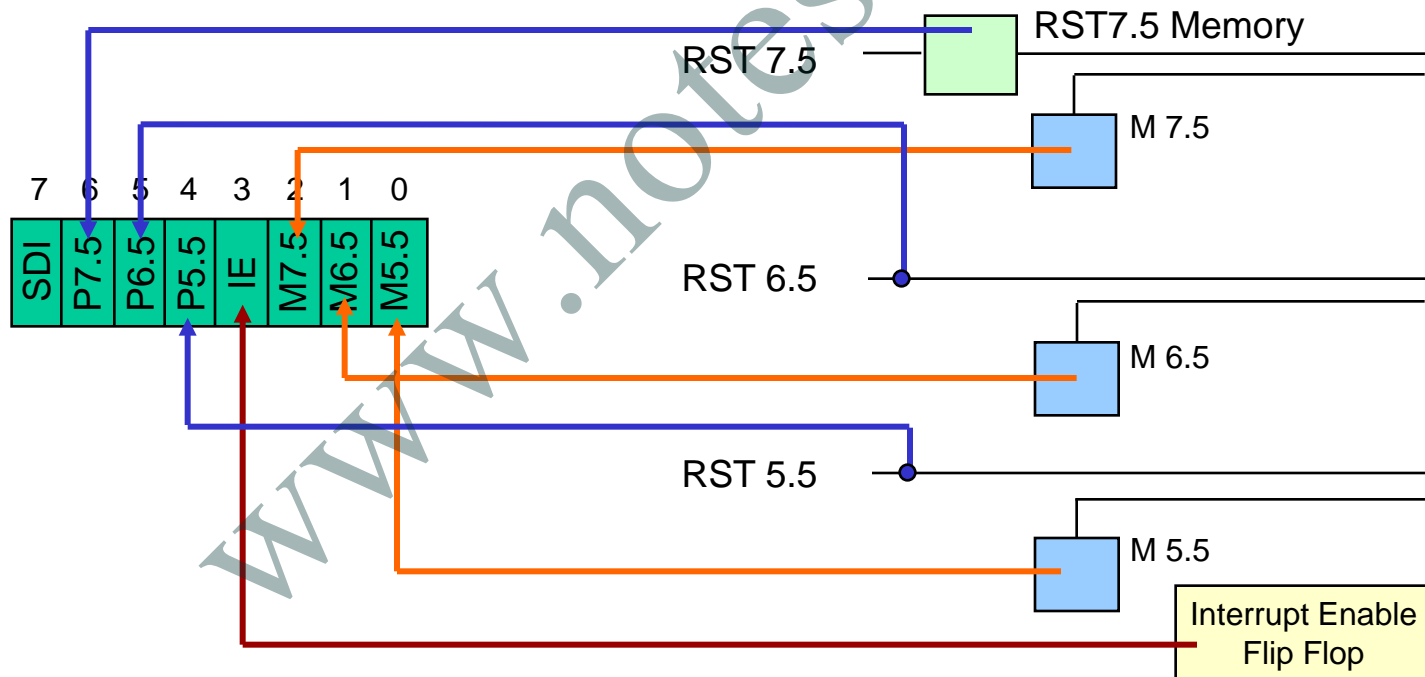 RST7.5 Memory
RST 7.5
M 7.5
7 6 5 4 3 2 1 0
SDI P7.5 P6.5 P5.5 IE M7.5 M6.5 M5.5
RST 6.5
M 6.5
RST 5.5
M 5.5
Interrupt Enable
Flip Flop
www.notes